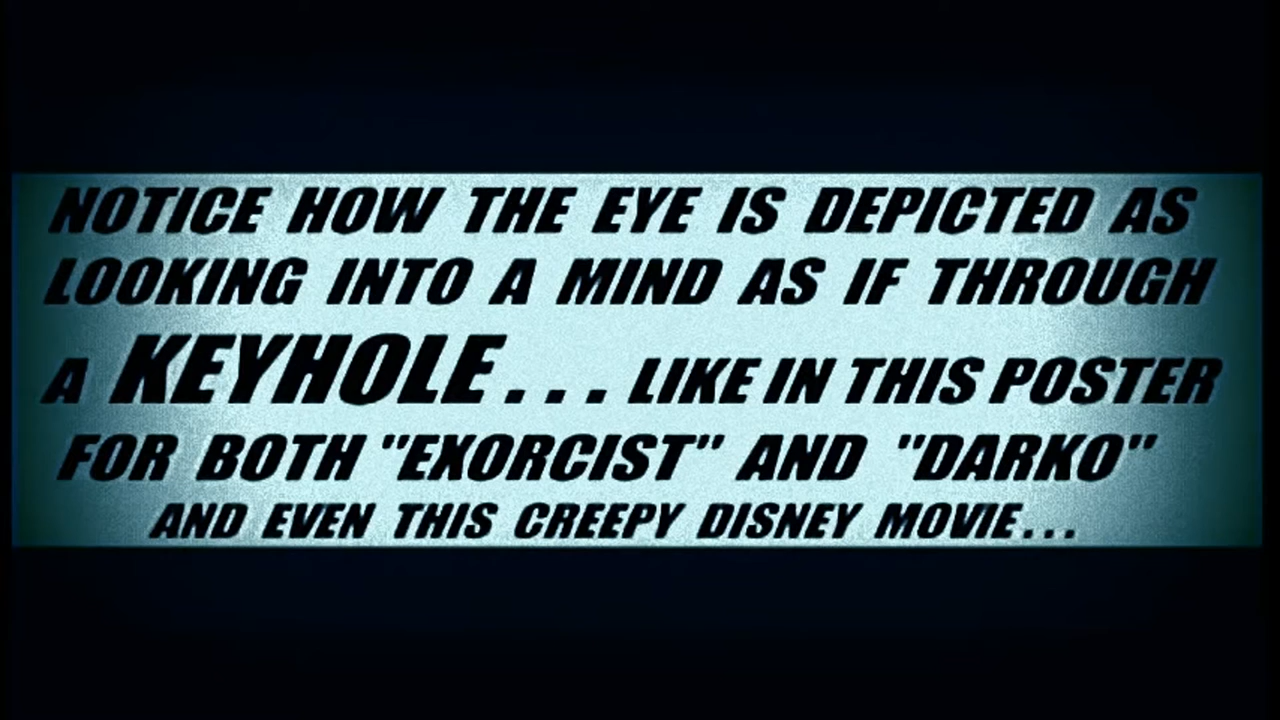 NOTICE HOW THE EYE IS DEPICTED AS
LOOKING INTO A MIND AS IF THROUGH
A KEYHOLE... LIKE IN THIS POSTER
FOR BOTH "EXORCIST" AND "DARKO"
AND EVEN THIS CREEPY DISNEY MOVIE...